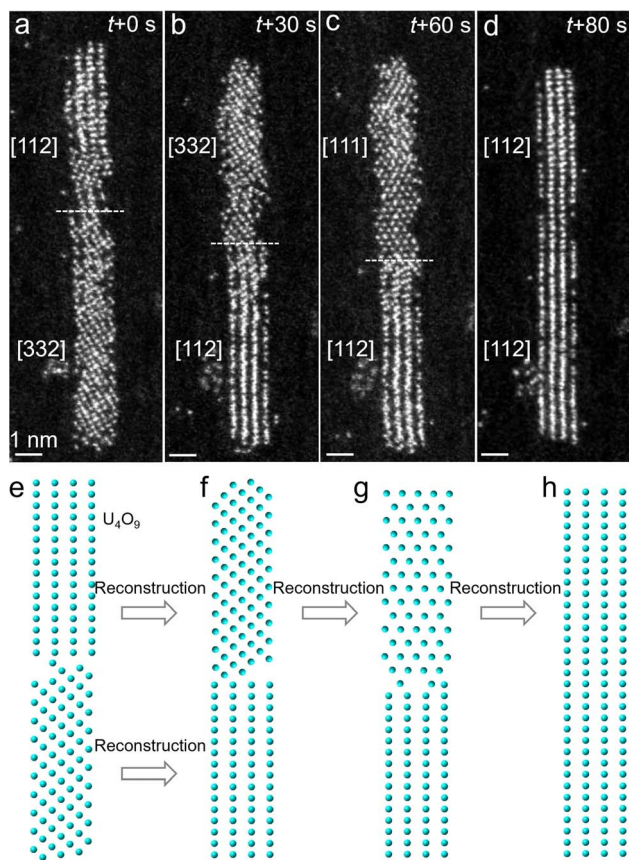 a
t+0 s
[112]
[332]
1 nm
b
t+30 s
[332]
[112]
c
t+60 s
[111]
[112]
d
t+80 s
[112]
[112]
e
U₄O₉
Reconstruction
Reconstruction
f
Reconstruction
g
Reconstruction
h